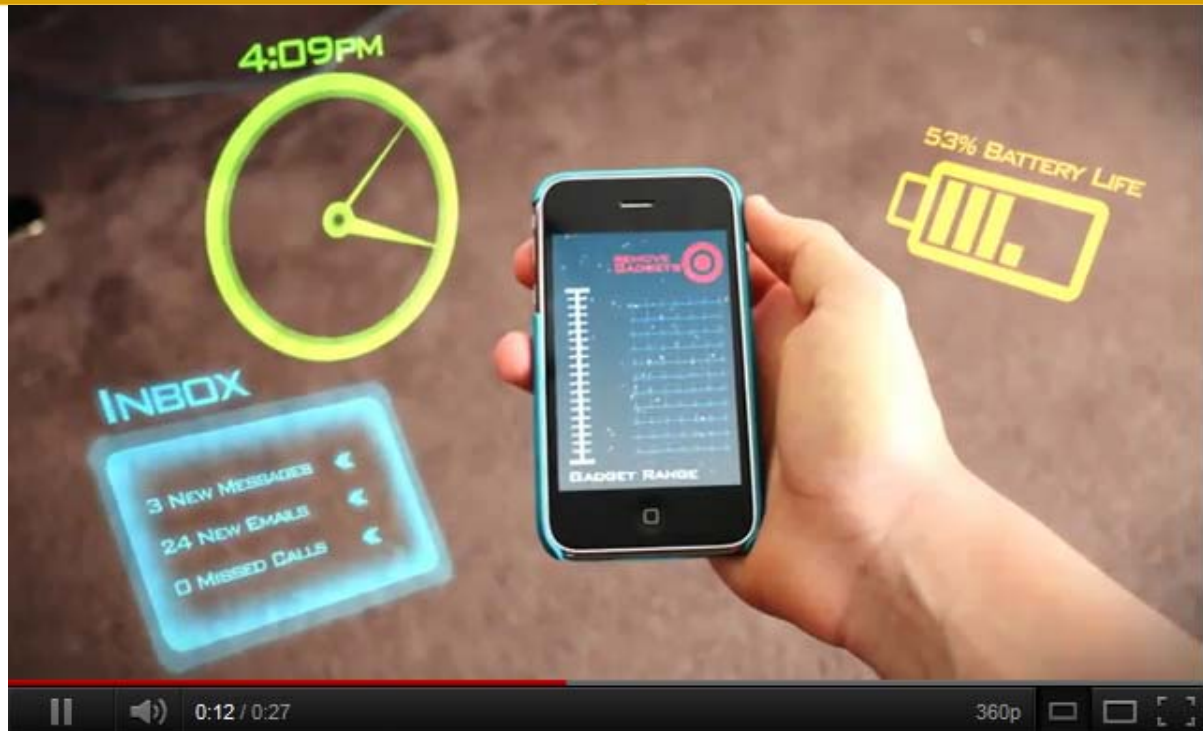 4:09PM
53% BATTERY LIFE
REMOVE
GADGETS
GADGET RANGE
INBOX
3 NEW MESSAGES
24 NEW EMAILS
0 MISSED CALLS
0:12 / 0:27
360p